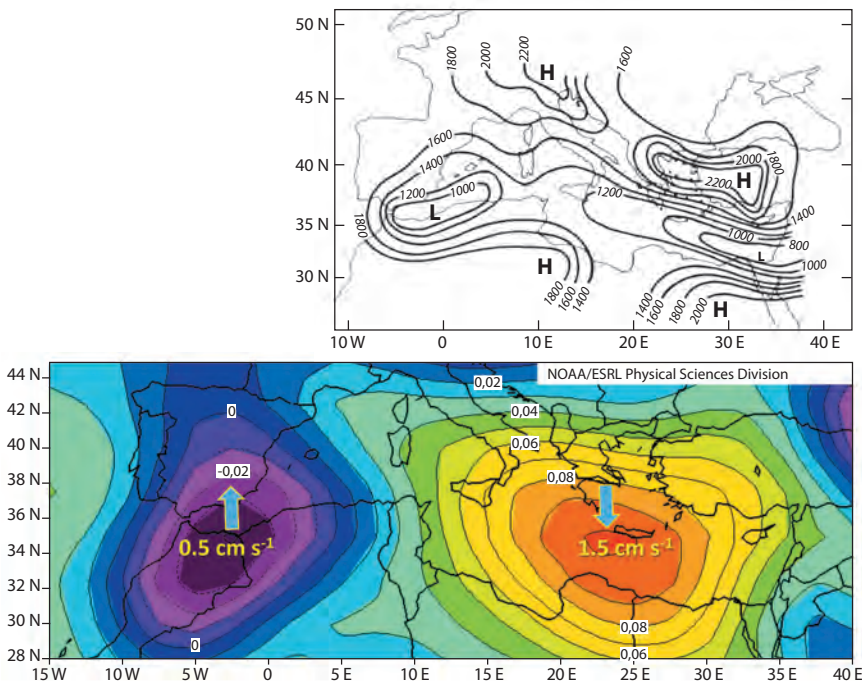 50 N
45 N
40 N
35 N
30 N
1800
2000
2200
H
1600
1600
1400
1200
1000
L
1800
H
1800
1600
1400
2000
1800
2200
H
1200
1400
1000
800
L
1000
1400
1600
1800
2000
H
10 W
0
10 E
20 E
30 E
40 E
NOAA/ESRL Physical Sciences Division
44 N
42 N
40 N
38 N
36 N
34 N
32 N
30 N
28 N
0
-0,02
0.5 cm s⁻¹
0
0,02
0,04
0,06
0,08
1.5 cm s⁻¹
0,08
0,06
15 W
10 W
5 W
0
5 E
10 E
15 E
20 E
25 E
30 E
35 E
40 E